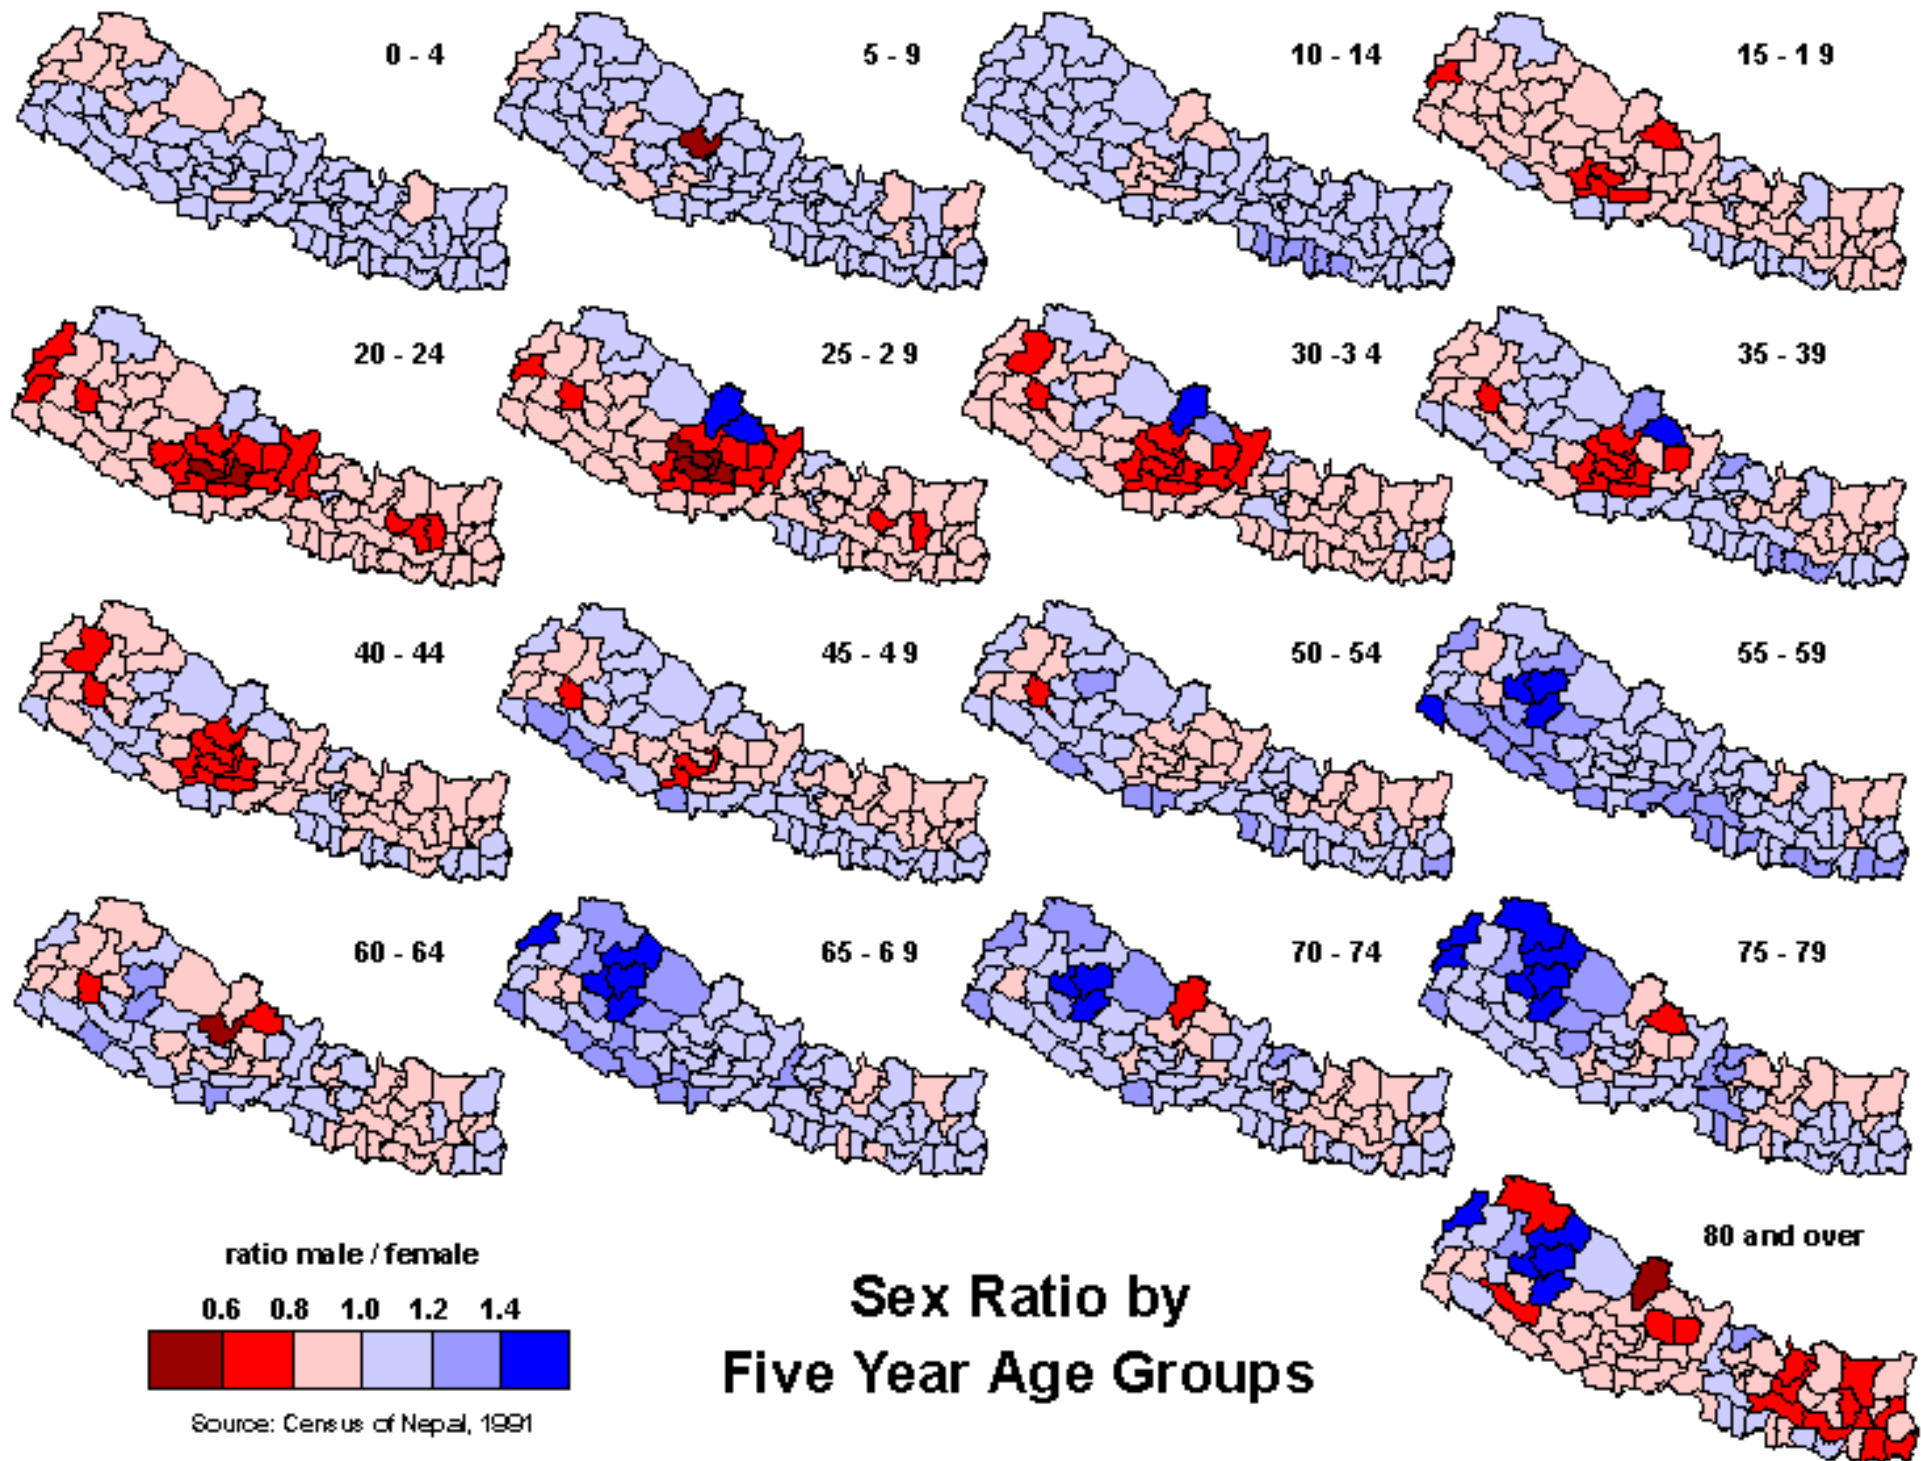 0 - 4
5 - 9
10 - 14
15 - 19
20 - 24
25 - 29
30 - 34
35 - 39
40 - 44
45 - 49
50 - 54
55 - 59
60 - 64
65 - 69
70 - 74
75 - 79
80 and over
ratio male / female
0.6 0.8 1.0 1.2 1.4
Source: Census of Nepal, 1991
Sex Ratio by
Five Year Age Groups